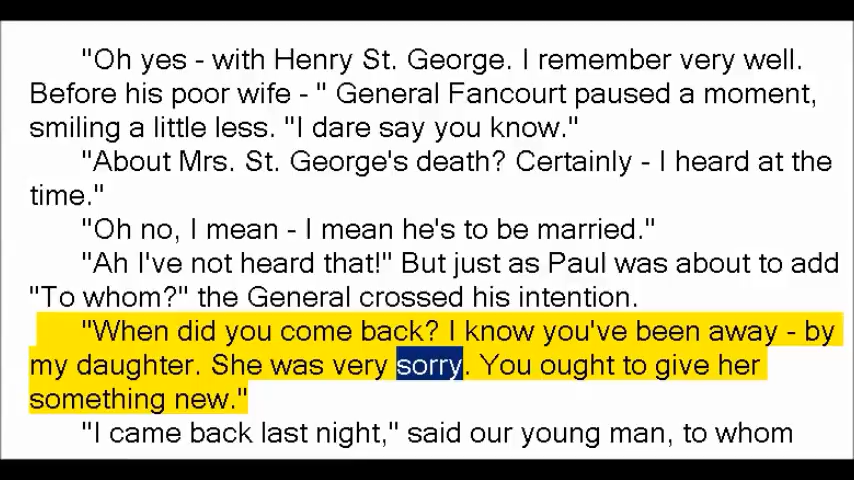 "Oh yes - with Henry St. George. I remember very well.
Before his poor wife - " General Fancourt paused a moment,
smiling a little less. "I dare say you know."
"About Mrs. St. George's death? Certainly - I heard at the
time."
"Oh no, I mean - I mean he's to be married."
"Ah I've not heard that!" But just as Paul was about to add
"To whom?" the General crossed his intention.
"When did you come back? I know you've been away - by
my daughter. She was very sorry. You ought to give her
something new."
"I came back last night," said our young man, to whom